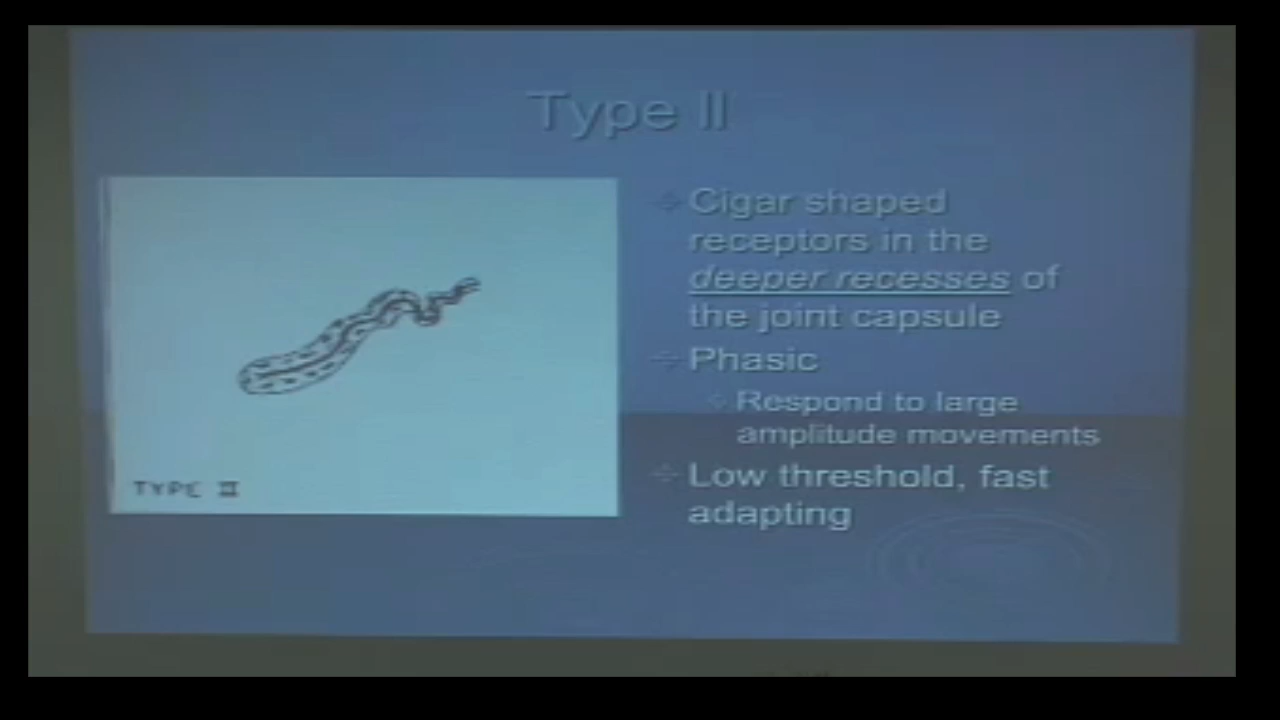 Type II
Cigar shaped
receptors in the
deeper recesses of
the joint capsule
Phasic
Respond to large
amplitude movements
Low threshold, fast
adapting
TYPE II